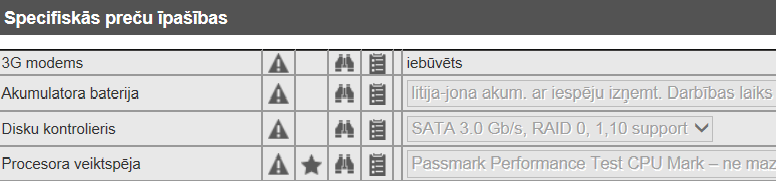 Specifiskās preču īpašības
3G modems iebūvēts
Akumulatora baterija litija-jona akum. ar iespēju izņemt. Darbības laiks
Disku kontrolieris SATA 3.0 Gb/s, RAID 0, 1,10 support
Procesora veiktspēja Passmark Performance Test CPU Mark – ne maz